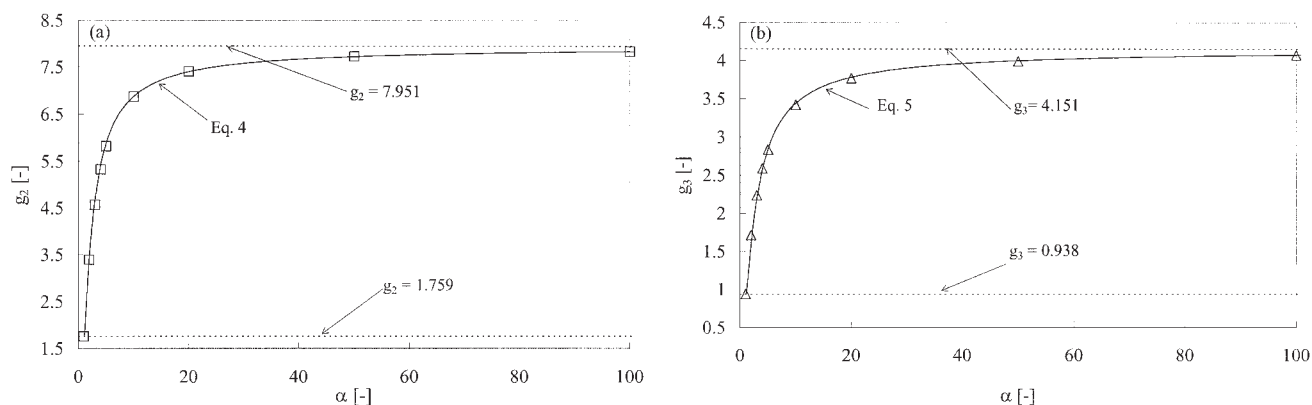 (a)
8.5
7.5
6.5
5.5
4.5
3.5
2.5
1.5
g₂ [-]
g₂ = 7.951
Eq. 4
g₂ = 1.759
0
20
40
60
80
100
α [-]
(b)
4.5
4
3.5
3
2.5
2
1.5
1
0.5
g₃ [-]
g₃= 4.151
Eq. 5
g₃ = 0.938
0
20
40
60
80
100
α [-]